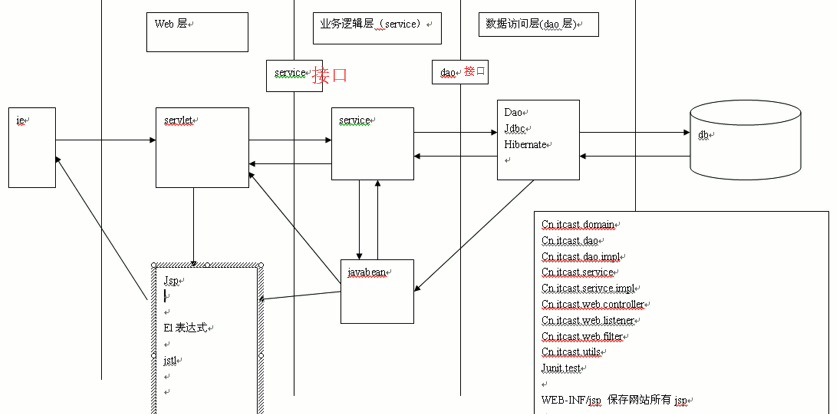 Web 层
业务逻辑层（service）
数据访问层(dao 层)
service 接口
dao 接口
ie
servlet
service
Dao
Jdbc
Hibernate
db
javabean
Jsp
El 表达式
jstl
Cn.itcast.domain
Cn.itcast.dao
Cn.itcast.dao.impl
Cn.itcast.service
Cn.itcast.serivce.impl
Cn.itcast.web.controller
Cn.itcast.web.listener
Cn.itcast.web.filter
Cn.itcast.utils
Junit.test
WEB-INF/jsp 保存网站所有 jsp